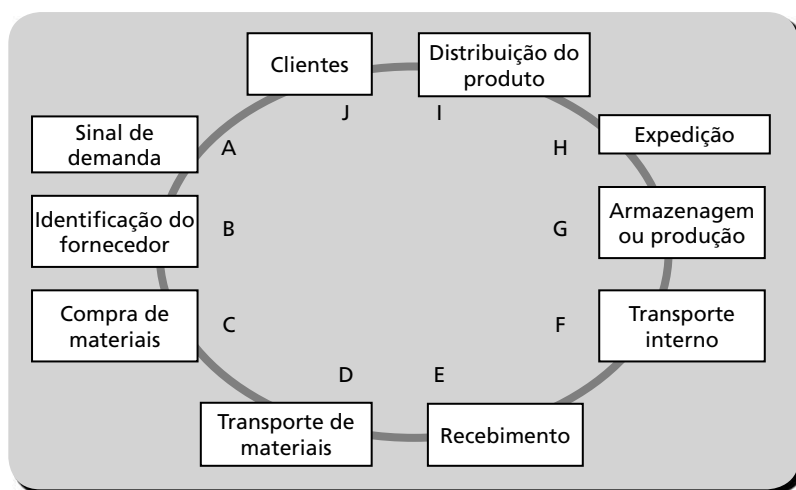 Clientes
Distribuição do
produto
J
I
Sinal de
demanda
A
H
Expedição
Identificação do
fornecedor
B
G
Armazenagem
ou produção
Compra de
materiais
C
F
Transporte
interno
D
E
Transporte de
materiais
Recebimento